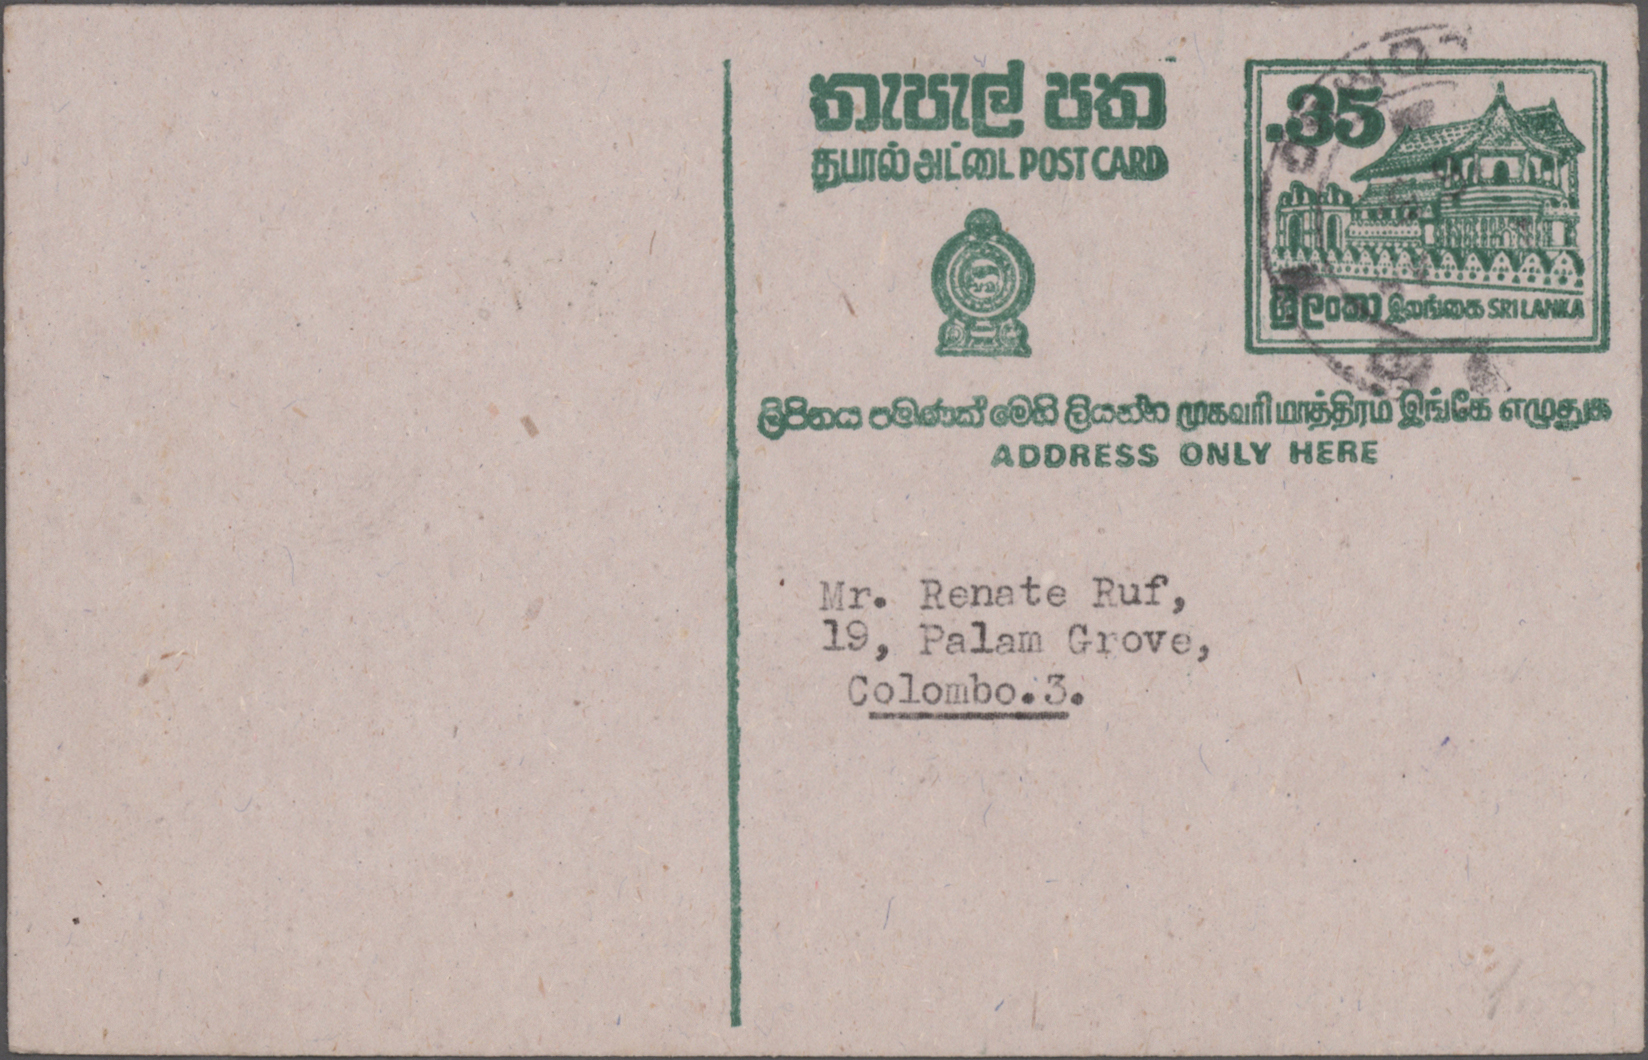 තැපැල් පත
தபால் அட்டை POST CARD
.35
ශ්‍රී ලංකා இலங்கை SRI LANKA
ලිපිනය පමණක් මෙහි ලියන්න முகவரி மாத்திரம் இங்கே எழுதுக
ADDRESS ONLY HERE
Mr. Renate Ruf,
19, Palam Grove,
Colombo.3.